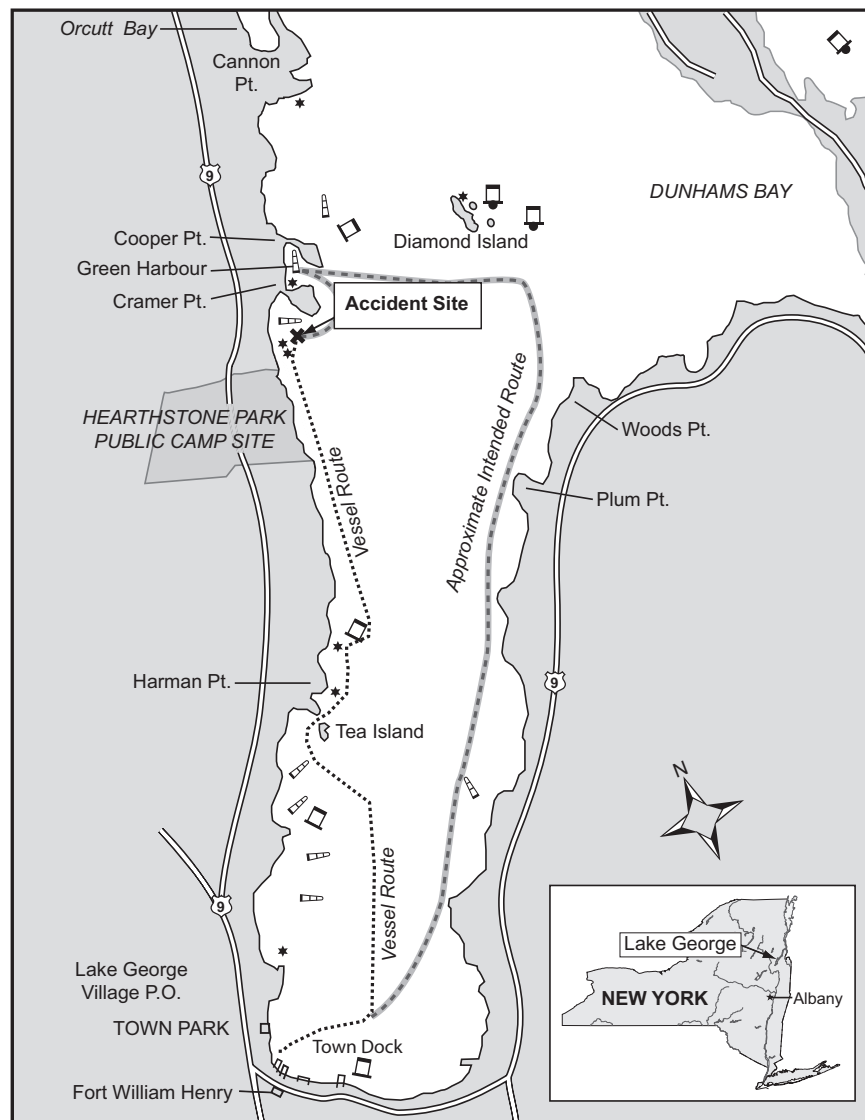 Orcutt Bay
Cannon
Pt.
9
DUNHAMS BAY
Cooper Pt.
Diamond Island
Green Harbour
Cramer Pt.
Accident Site
HEARTHSTONE PARK
PUBLIC CAMP SITE
Woods Pt.
Approximate Intended Route
Plum Pt.
Vessel Route
Harman Pt.
9
Tea Island
N
Vessel Route
9
Lake George
Village P.O.
TOWN PARK
Town Dock
Fort William Henry
Lake George
NEW YORK
Albany